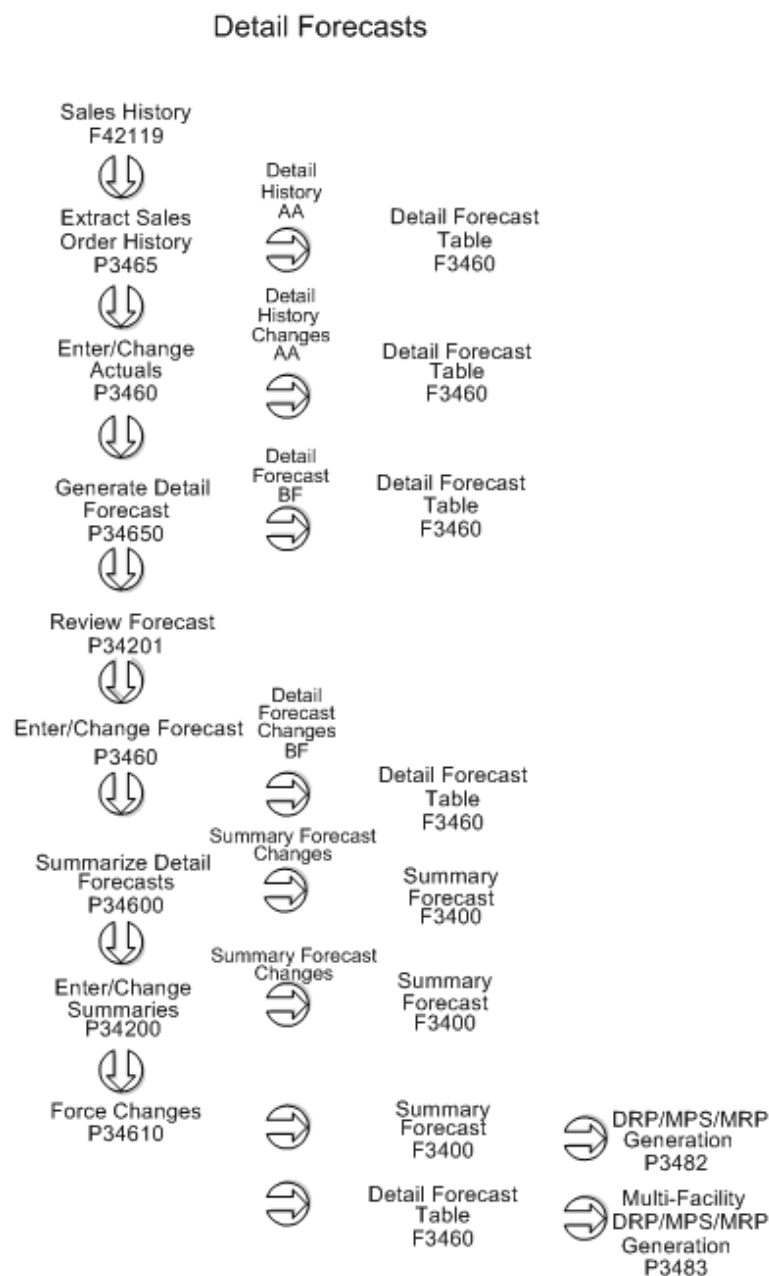 Detail Forecasts
Sales History
F42119
Detail
History
AA
Extract Sales
Order History
P3465
Detail Forecast
Table
F3460
Detail
History
Changes
AA
Enter/Change
Actuals
P3460
Detail Forecast
Table
F3460
Detail
Forecast
BF
Generate Detail
Forecast
P34650
Detail Forecast
Table
F3460
Review Forecast
P34201
Detail
Forecast
Changes
BF
Enter/Change Forecast
P3460
Detail Forecast
Table
F3460
Summary Forecast
Changes
Summarize Detail
Forecasts
P34600
Summary
Forecast
F3400
Summary Forecast
Changes
Enter/Change
Summaries
P34200
Summary
Forecast
F3400
Force Changes
P34610
Summary
Forecast
F3400
DRP/MPS/MRP
Generation
P3482
Detail Forecast
Table
F3460
Multi-Facility
DRP/MPS/MRP
Generation
P3483